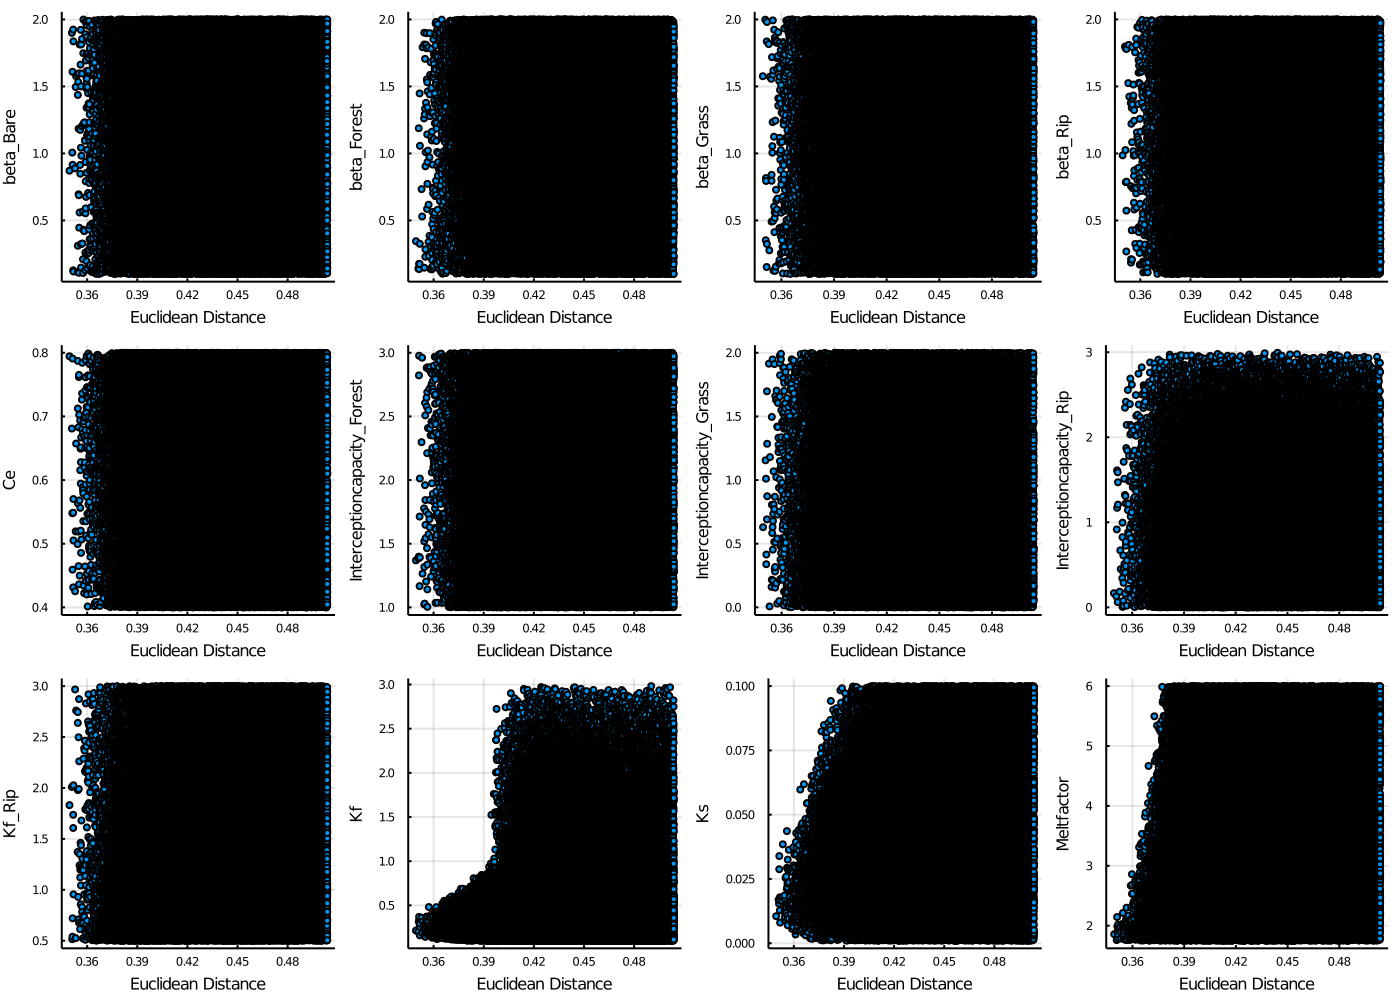 beta_Bare
2.0
1.5
1.0
0.5
0.36 0.39 0.42 0.45 0.48
Euclidean Distance
beta_Forest
2.0
1.5
1.0
0.5
0.36 0.39 0.42 0.45 0.48
Euclidean Distance
beta_Grass
2.0
1.5
1.0
0.5
0.36 0.39 0.42 0.45 0.48
Euclidean Distance
beta_Rip
2.0
1.5
1.0
0.5
0.36 0.39 0.42 0.45 0.48
Euclidean Distance
Ce
0.8
0.7
0.6
0.5
0.4
0.36 0.39 0.42 0.45 0.48
Euclidean Distance
Interceptioncapacity_Forest
3.0
2.5
2.0
1.5
1.0
0.36 0.39 0.42 0.45 0.48
Euclidean Distance
Interceptioncapacity_Grass
2.0
1.5
1.0
0.5
0.0
0.36 0.39 0.42 0.45 0.48
Euclidean Distance
Interceptioncapacity_Rip
3
2
1
0
0.36 0.39 0.42 0.45 0.48
Euclidean Distance
Kf_Rip
3.0
2.5
2.0
1.5
1.0
0.5
0.36 0.39 0.42 0.45 0.48
Euclidean Distance
Kf
3.0
2.5
2.0
1.5
1.0
0.5
0.36 0.39 0.42 0.45 0.48
Euclidean Distance
Ks
0.100
0.075
0.050
0.025
0.000
0.36 0.39 0.42 0.45 0.48
Euclidean Distance
Meltfactor
6
5
4
3
2
0.36 0.39 0.42 0.45 0.48
Euclidean Distance